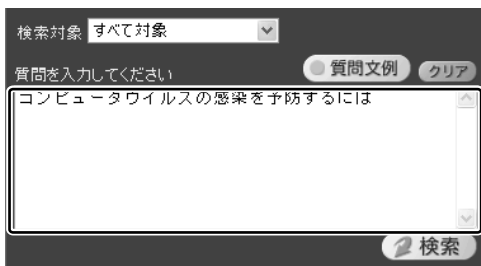 検索対象 すべて対象
質問を入力してください 質問文例 クリア
コンピュータウイルスの感染を予防するには
2 検索